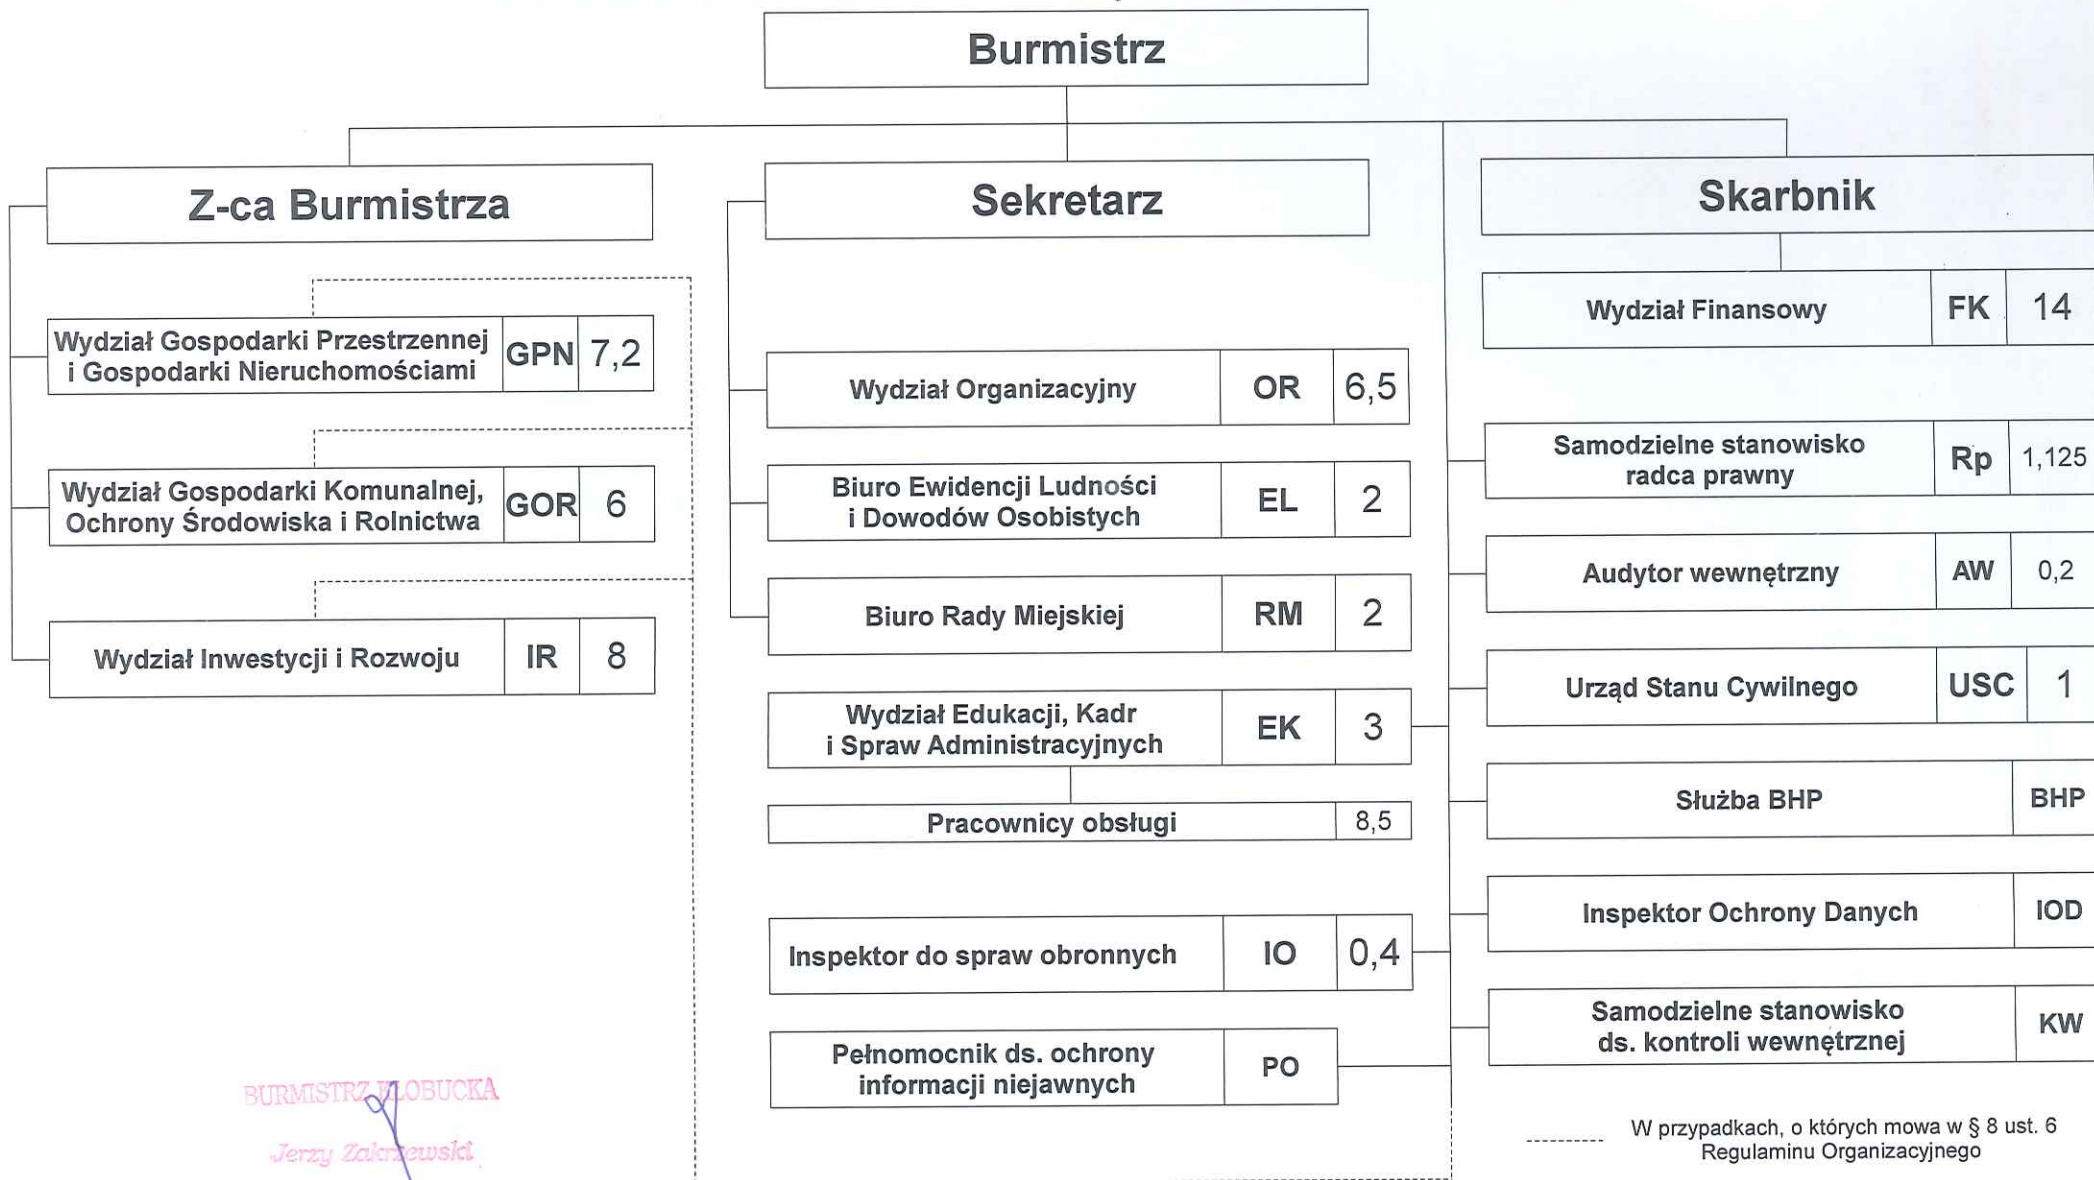 Burmistrz
Z-ca Burmistrza
Wydział Gospodarki Przestrzennej
i Gospodarki Nieruchomościami
GPN
7,2
Wydział Gospodarki Komunalnej,
Ochrony Środowiska i Rolnictwa
GOR
6
Wydział Inwestycji i Rozwoju
IR
8
Sekretarz
Wydział Organizacyjny
OR
6,5
Biuro Ewidencji Ludności
i Dowodów Osobistych
EL
2
Biuro Rady Miejskiej
RM
2
Wydział Edukacji, Kadr
i Spraw Administracyjnych
EK
3
Pracownicy obsługi
8,5
Inspektor do spraw obronnych
IO
0,4
Pełnomocnik ds. ochrony
informacji niejawnych
PO
Skarbnik
Wydział Finansowy
FK
14
Samodzielne stanowisko
radca prawny
Rp
1,125
Audytor wewnętrzny
AW
0,2
Urząd Stanu Cywilnego
USC
1
Służba BHP
BHP
Inspektor Ochrony Danych
IOD
Samodzielne stanowisko
ds. kontroli wewnętrznej
KW
W przypadkach, o których mowa w § 8 ust. 6
Regulaminu Organizacyjnego
BURMISTRZ KŁOBUCKA
Jerzy Zakrzewski